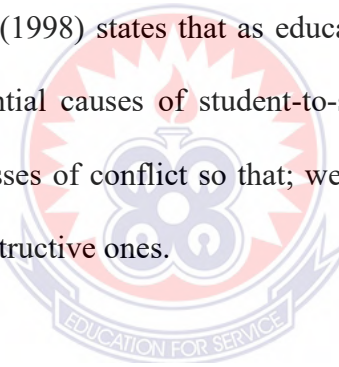 (1998) states that as educa
ntial causes of student-to-s
sses of conflict so that; we
structive ones.
EDUCATION FOR SERVICE